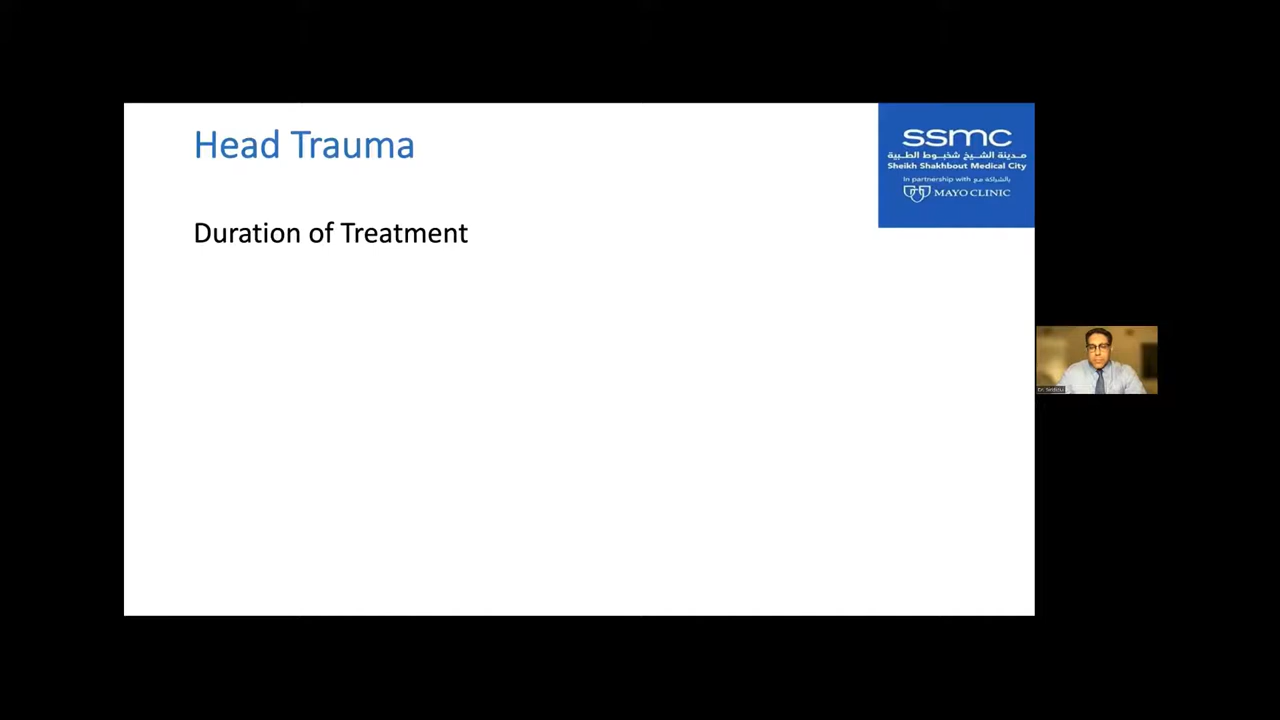 Head Trauma
Duration of Treatment
ssmc
مدينة الشيخ شخبوط الطبية
Sheikh Shakhbout Medical City
In partnership with بالشراكة مع
MAYO CLINIC
Dr.